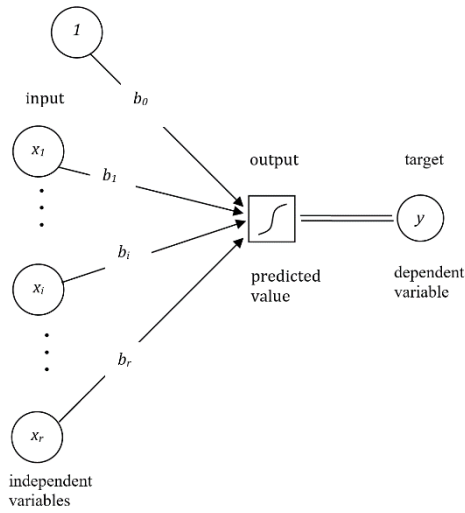 1
b₀
input
x₁
b₁
output
target
y
bᵢ
xᵢ
predicted
value
dependent
variable
bᵣ
xᵣ
independent
variables